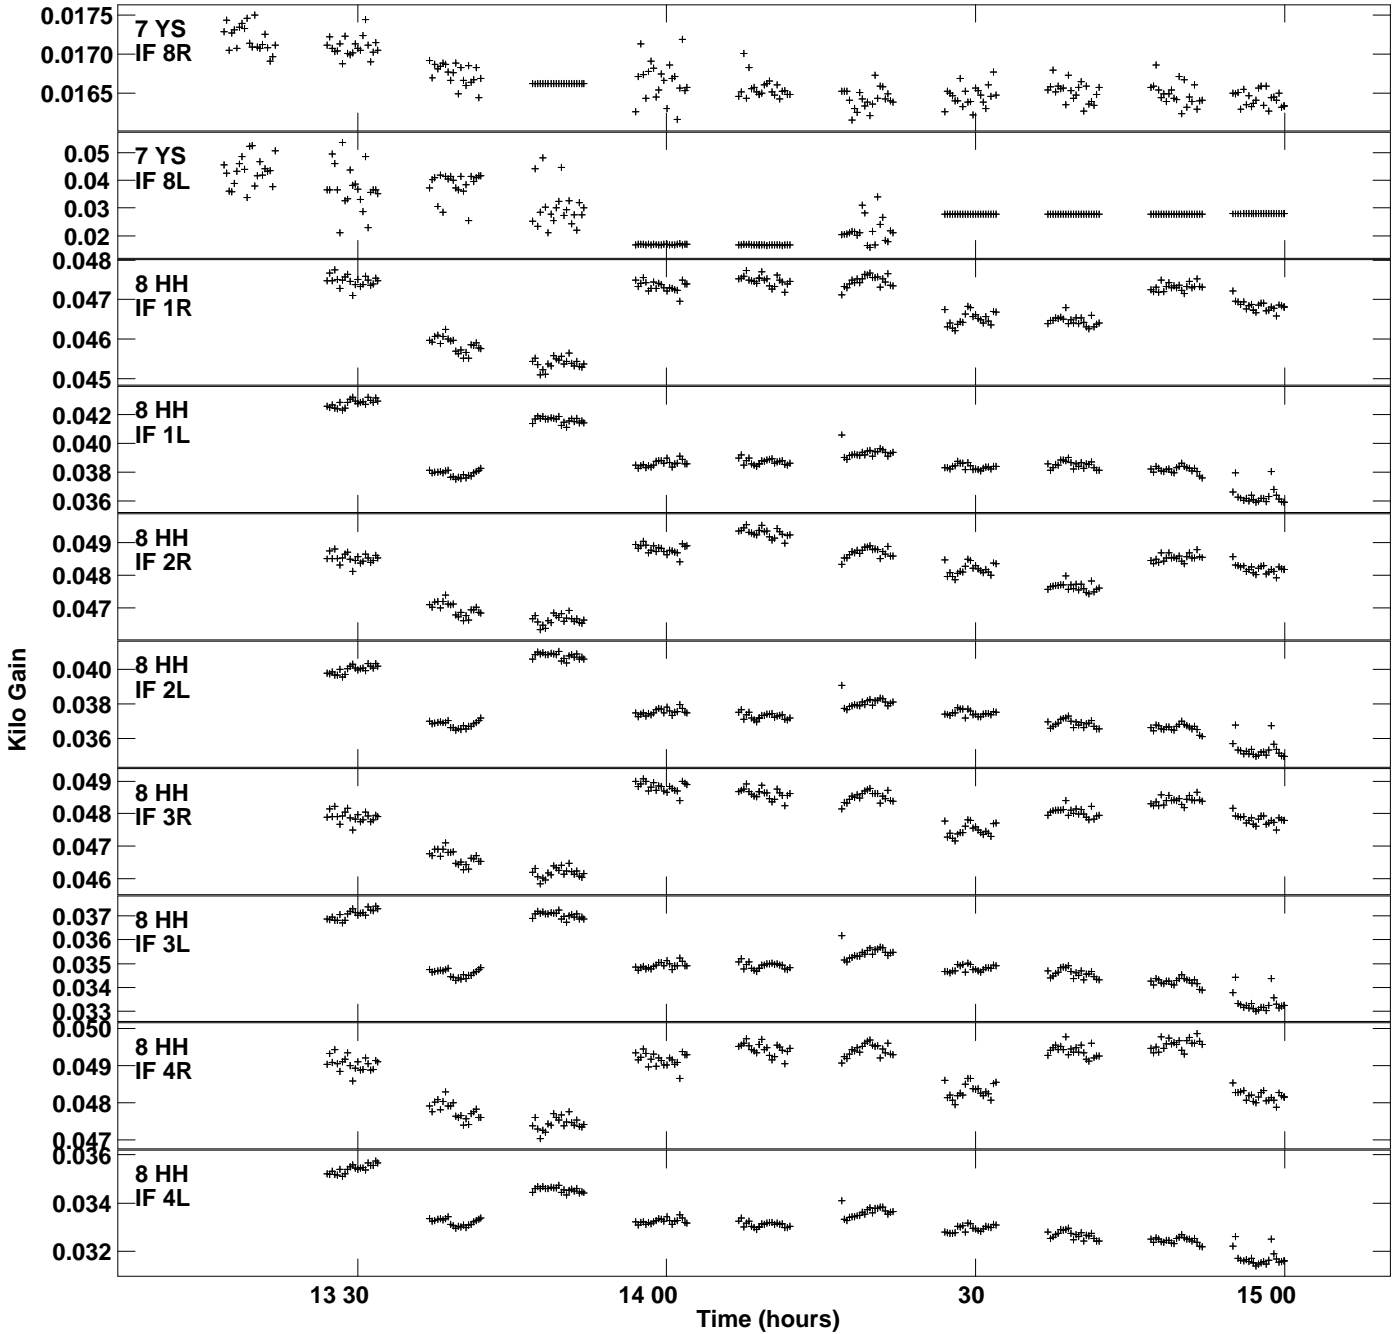 0.0175
0.0170
0.0165
7 YS
IF 8R
0.05
0.04
0.03
0.02
7 YS
IF 8L
0.048
0.047
0.046
0.045
8 HH
IF 1R
0.042
0.040
0.038
0.036
8 HH
IF 1L
0.049
0.048
0.047
8 HH
IF 2R
0.040
0.038
0.036
8 HH
IF 2L
0.049
0.048
0.047
0.046
8 HH
IF 3R
0.037
0.036
0.035
0.034
0.033
8 HH
IF 3L
0.050
0.049
0.048
0.047
8 HH
IF 4R
0.036
0.034
0.032
8 HH
IF 4L
Kilo Gain
13 30
14 00
30
15 00
Time (hours)